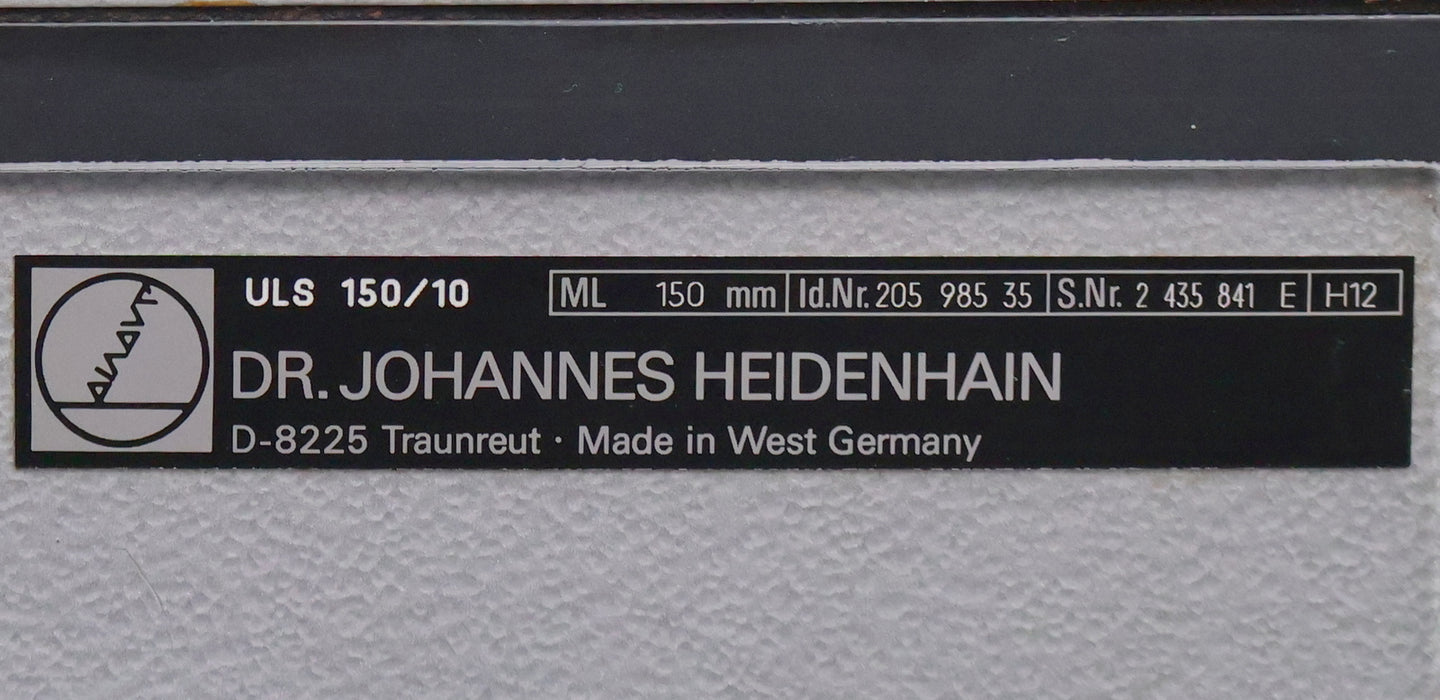 ULS 150/10 ML 150 mm Id.Nr. 205 985 35 S.Nr. 2 435 841 E H12
DR. JOHANNES HEIDENHAIN
D-8225 Traunreut · Made in West Germany